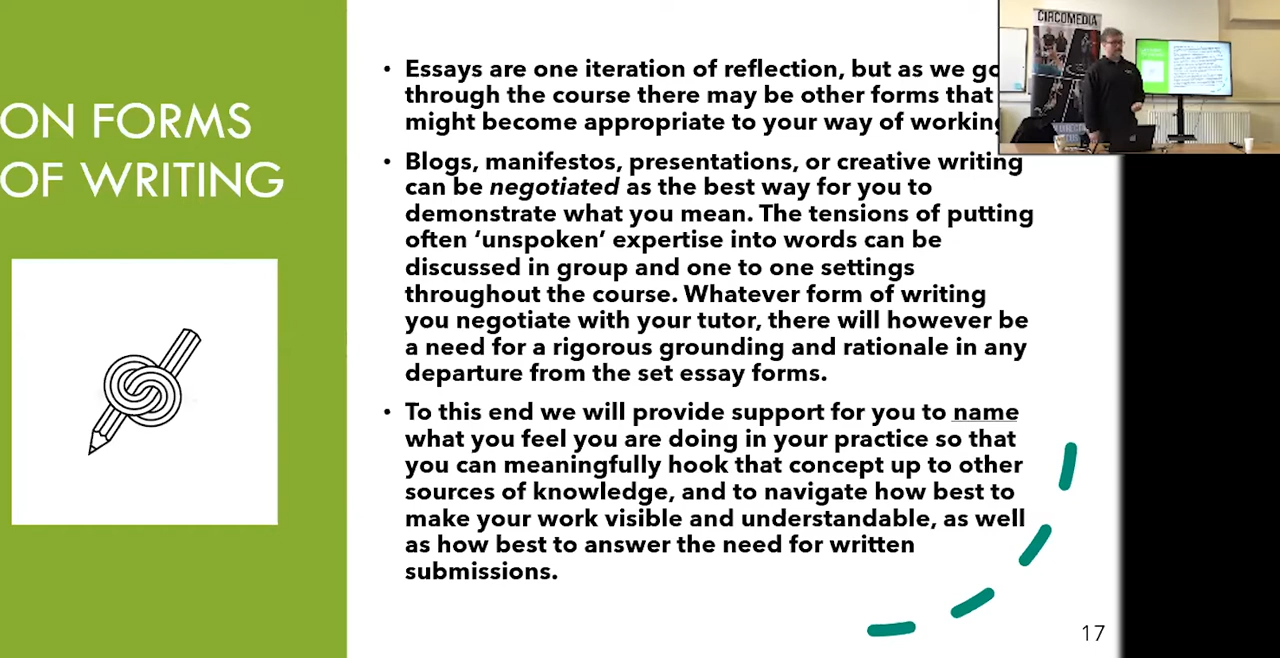 ON FORMS
OF WRITING
• Essays are one iteration of reflection, but as we go
through the course there may be other forms that
might become appropriate to your way of working
• Blogs, manifestos, presentations, or creative writing
can be negotiated as the best way for you to
demonstrate what you mean. The tensions of putting
often ‘unspoken’ expertise into words can be
discussed in group and one to one settings
throughout the course. Whatever form of writing
you negotiate with your tutor, there will however be
a need for a rigorous grounding and rationale in any
departure from the set essay forms.
• To this end we will provide support for you to name
what you feel you are doing in your practice so that
you can meaningfully hook that concept up to other
sources of knowledge, and to navigate how best to
make your work visible and understandable, as well
as how best to answer the need for written
submissions.
17
CIRCOMEDIA